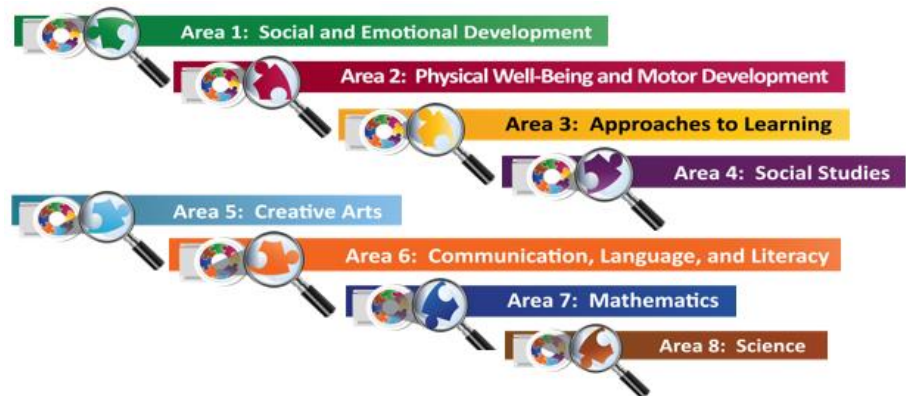 Area 1: Social and Emotional Development
Area 2: Physical Well-Being and Motor Development
Area 3: Approaches to Learning
Area 4: Social Studies
Area 5: Creative Arts
Area 6: Communication, Language, and Literacy
Area 7: Mathematics
Area 8: Science